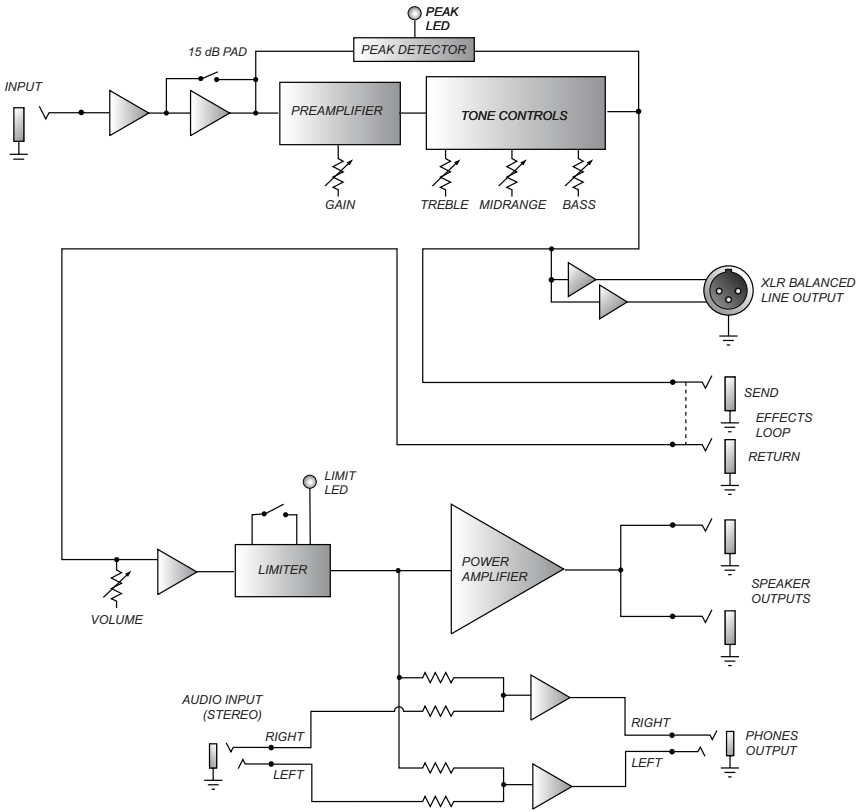 PEAK
LED
15 dB PAD
PEAK DETECTOR
INPUT
PREAMPLIFIER
TONE CONTROLS
GAIN
TREBLE
MIDRANGE
BASS
XLR BALANCED
LINE OUTPUT
SEND
EFFECTS
LOOP
RETURN
LIMIT
LED
LIMITER
POWER
AMPLIFIER
VOLUME
SPEAKER
OUTPUTS
AUDIO INPUT
(STEREO)
RIGHT
LEFT
RIGHT
LEFT
PHONES
OUTPUT